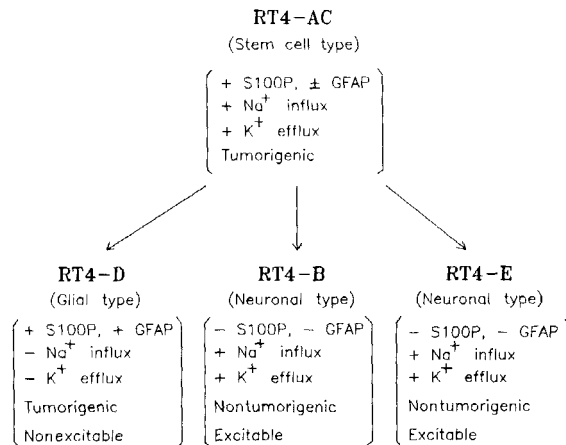 RT4-AC
(Stem cell type)
+ S100P, ± GFAP
+ Na+ influx
+ K+ efflux
Tumorigenic
RT4-D
(Glial type)
+ S100P, + GFAP
- Na+ influx
- K+ efflux
Tumorigenic
Nonexcitable
RT4-B
(Neuronal type)
- S100P, - GFAP
+ Na+ influx
+ K+ efflux
Nontumorigenic
Excitable
RT4-E
(Neuronal type)
- S100P, - GFAP
+ Na+ influx
+ K+ efflux
Nontumorigenic
Excitable